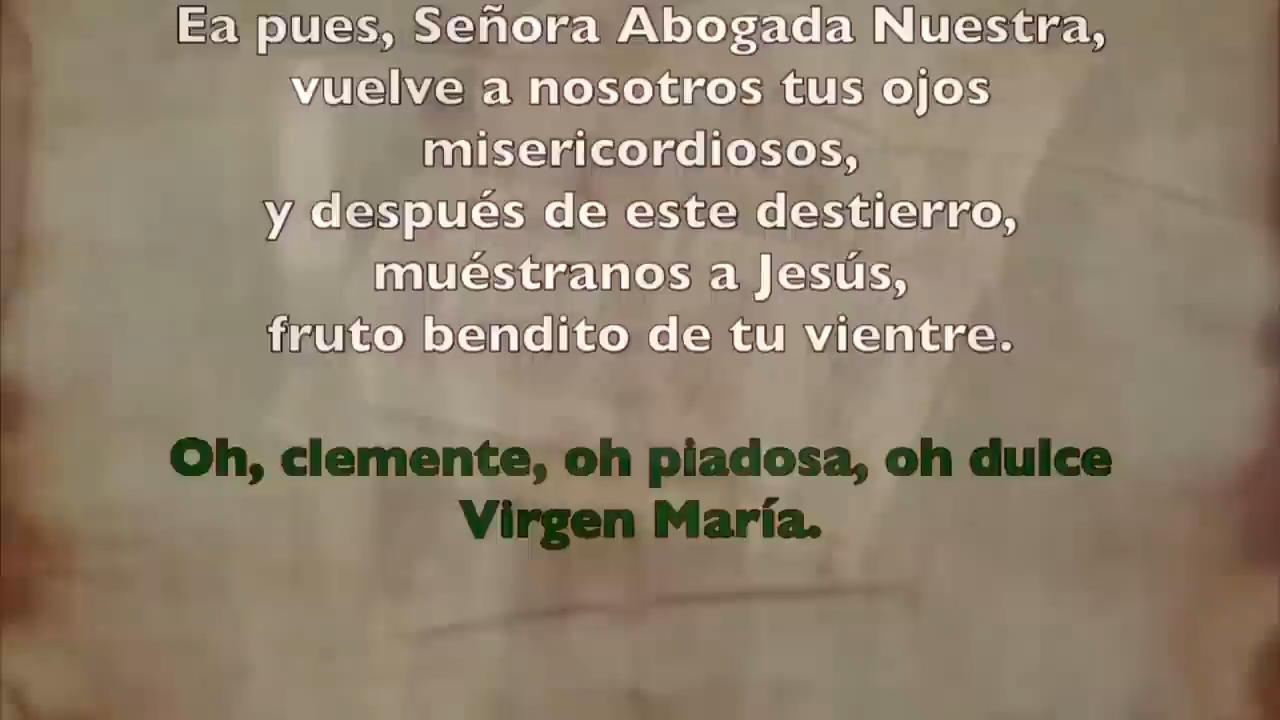 Ea pues, Señora Abogada Nuestra,
vuelve a nosotros tus ojos
misericordiosos,
y después de este destierro,
muéstranos a Jesús,
fruto bendito de tu vientre.
Oh, clemente, oh piadosa, oh dulce
Virgen María.